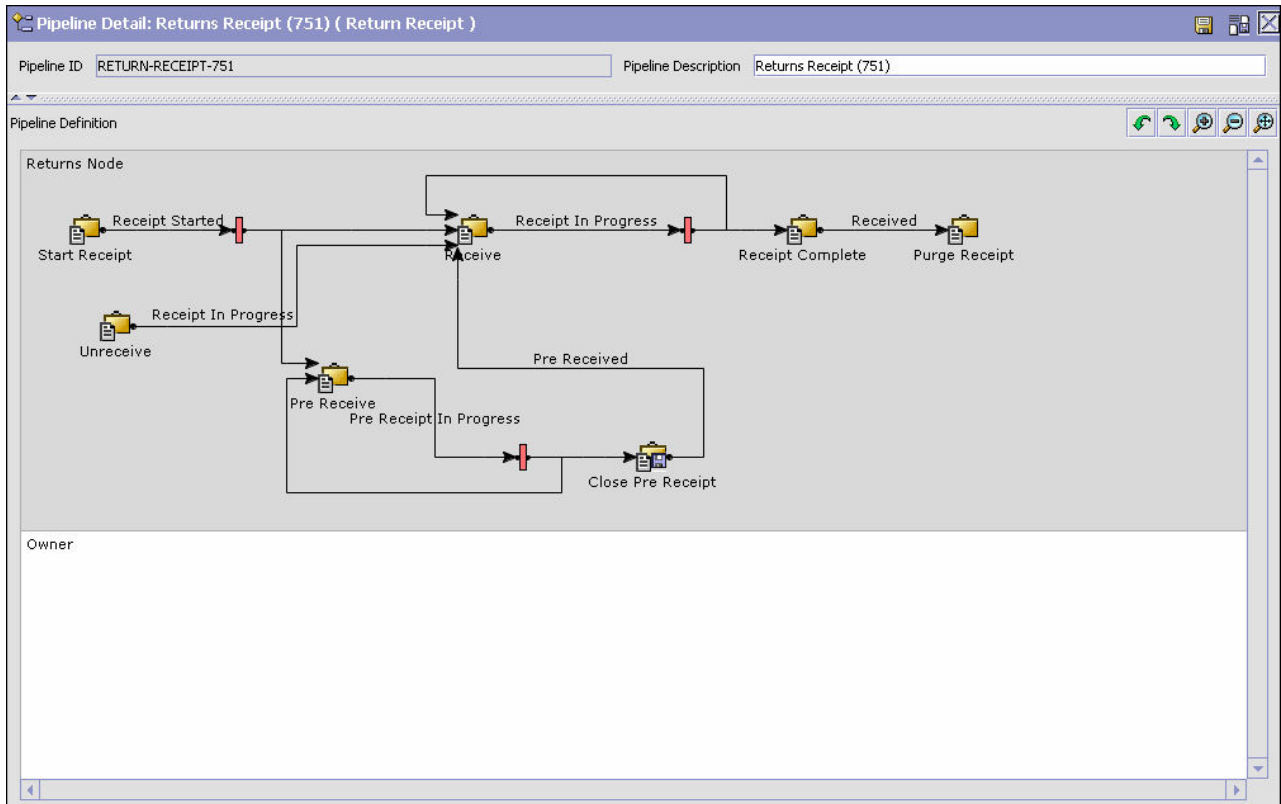 Pipeline Detail: Returns Receipt (751) ( Return Receipt )
Pipeline ID RETURN-RECEIPT-751 Pipeline Description Returns Receipt (751)
Pipeline Definition
Returns Node
Receipt Started
Receipt In Progress
Received
Start Receipt
Receive
Receipt Complete
Purge Receipt
Receipt In Progress
Unreceive
Pre Received
Pre Receive
Pre Receipt In Progress
Close Pre Receipt
Owner